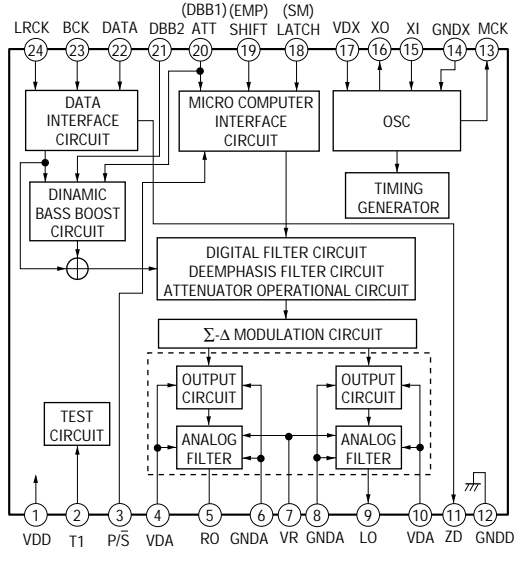 (DBB1) (EMP) (SM)
LRCK BCK DATA DBB2 ATT SHIFT LATCH VDX XO XI GNDX MCK
24 23 22 21 20 19 18 17 16 15 14 13
DATA
INTERFACE
CIRCUIT
MICRO COMPUTER
INTERFACE
CIRCUIT
OSC
DINAMIC
BASS BOOST
CIRCUIT
TIMING
GENERATOR
DIGITAL FILTER CIRCUIT
DEEMPHASIS FILTER CIRCUIT
ATTENUATOR OPERATIONAL CIRCUIT
Σ-Δ MODULATION CIRCUIT
OUTPUT
CIRCUIT
OUTPUT
CIRCUIT
TEST
CIRCUIT
ANALOG
FILTER
ANALOG
FILTER
1 2 3 4 5 6 7 8 9 10 11 12
VDD T1 P/S̅ VDA RO GNDA VR GNDA LO VDA Z̅D̅ GNDD